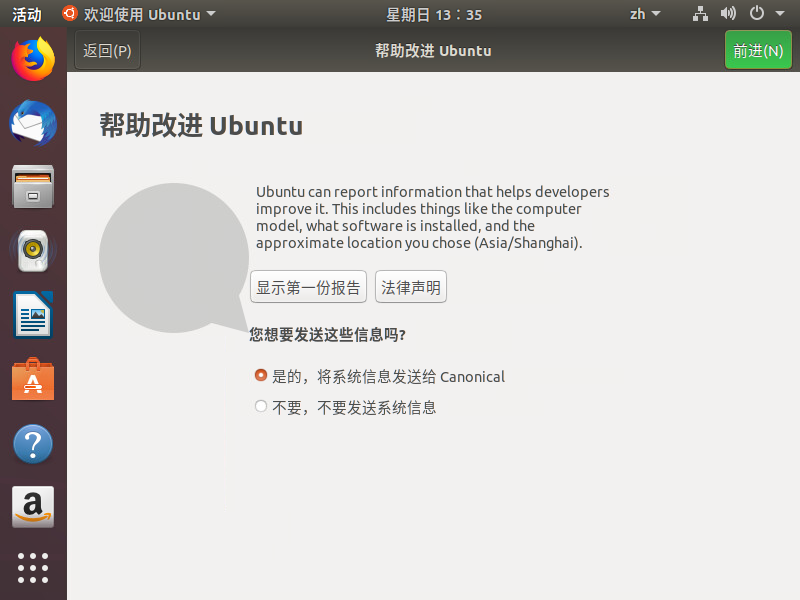 活动 欢迎使用 Ubuntu 星期日 13：35 zh
返回(P) 帮助改进 Ubuntu 前进(N)
帮助改进 Ubuntu
Ubuntu can report information that helps developers
improve it. This includes things like the computer
model, what software is installed, and the
approximate location you chose (Asia/Shanghai).
显示第一份报告 法律声明
您想要发送这些信息吗?
是的，将系统信息发送给 Canonical
不要，不要发送系统信息
A
?
a